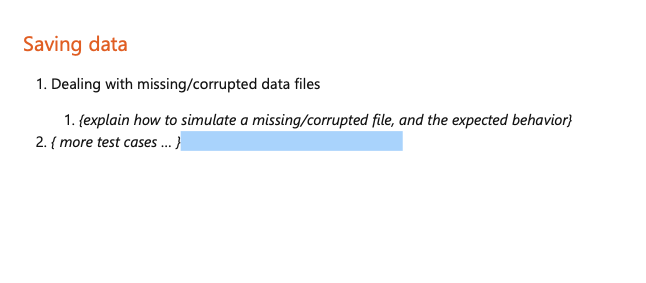 Saving data
1. Dealing with missing/corrupted data files
1. {explain how to simulate a missing/corrupted file, and the expected behavior}
2. { more test cases … }